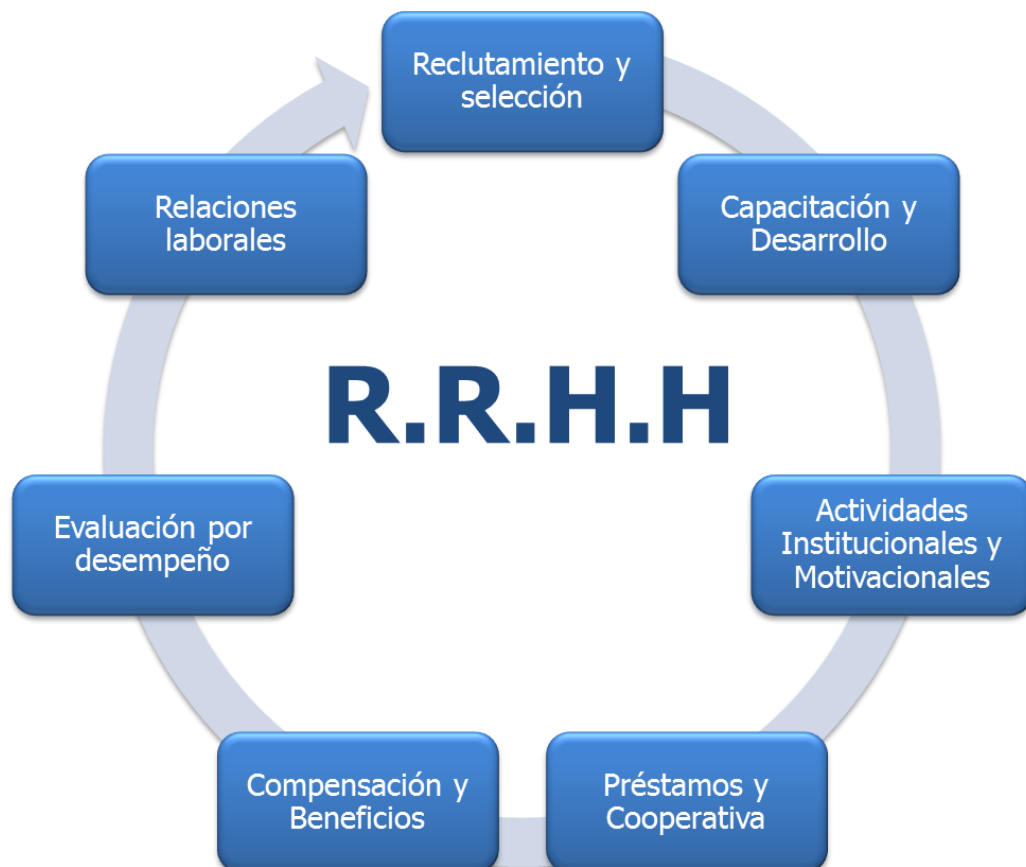 Reclutamiento y
selección
Capacitación y
Desarrollo
Actividades
Institucionales y
Motivacionales
Préstamos y
Cooperativa
Compensación y
Beneficios
Evaluación por
desempeño
Relaciones
laborales
R.R.H.H